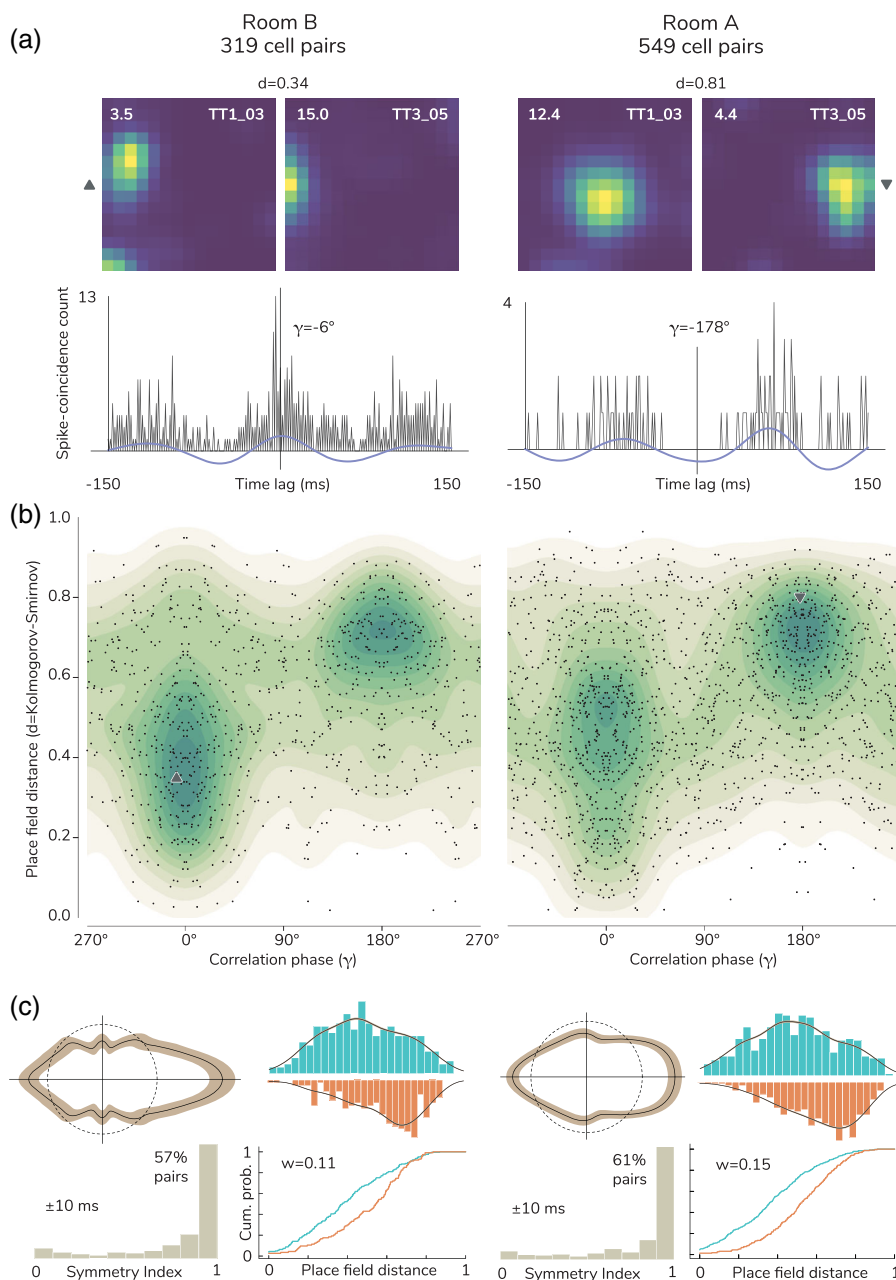 (a)
Room B
319 cell pairs
Room A
549 cell pairs
d=0.34
d=0.81
3.5 TT1_03
15.0 TT3_05
12.4 TT1_03
4.4 TT3_05
Spike-coincidence count
13
γ=-6°
-150 Time lag (ms) 150
4
γ=-178°
-150 Time lag (ms) 150
(b)
Place field distance (d=Kolmogorov-Smirnov)
1.0
0.8
0.6
0.4
0.2
0.0
270° 0° 90° 180° 270° 0° 90° 180°
Correlation phase (γ)
Correlation phase (γ)
(c)
57%
pairs
±10 ms
0 Symmetry Index 1
Cum. prob.
1
0
w=0.11
0 Place field distance 1
61%
pairs
±10 ms
0 Symmetry Index 1
w=0.15
0 Place field distance 1